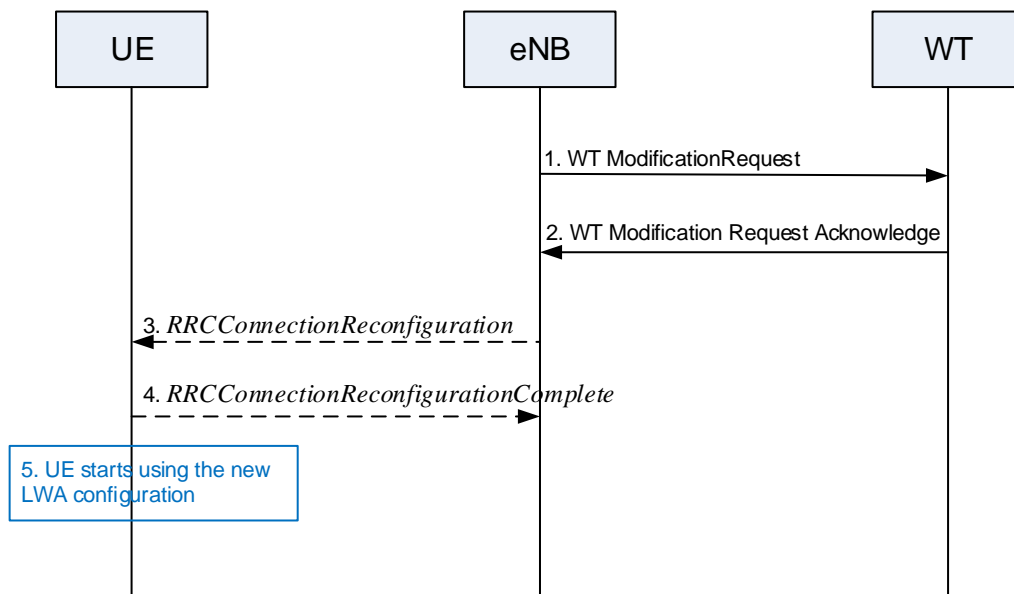 UE
eNB
WT
1. WT ModificationRequest
2. WT Modification Request Acknowledge
3. RRCConnectionReconfiguration
4. RRCConnectionReconfigurationComplete
5. UE starts using the new
LWA configuration